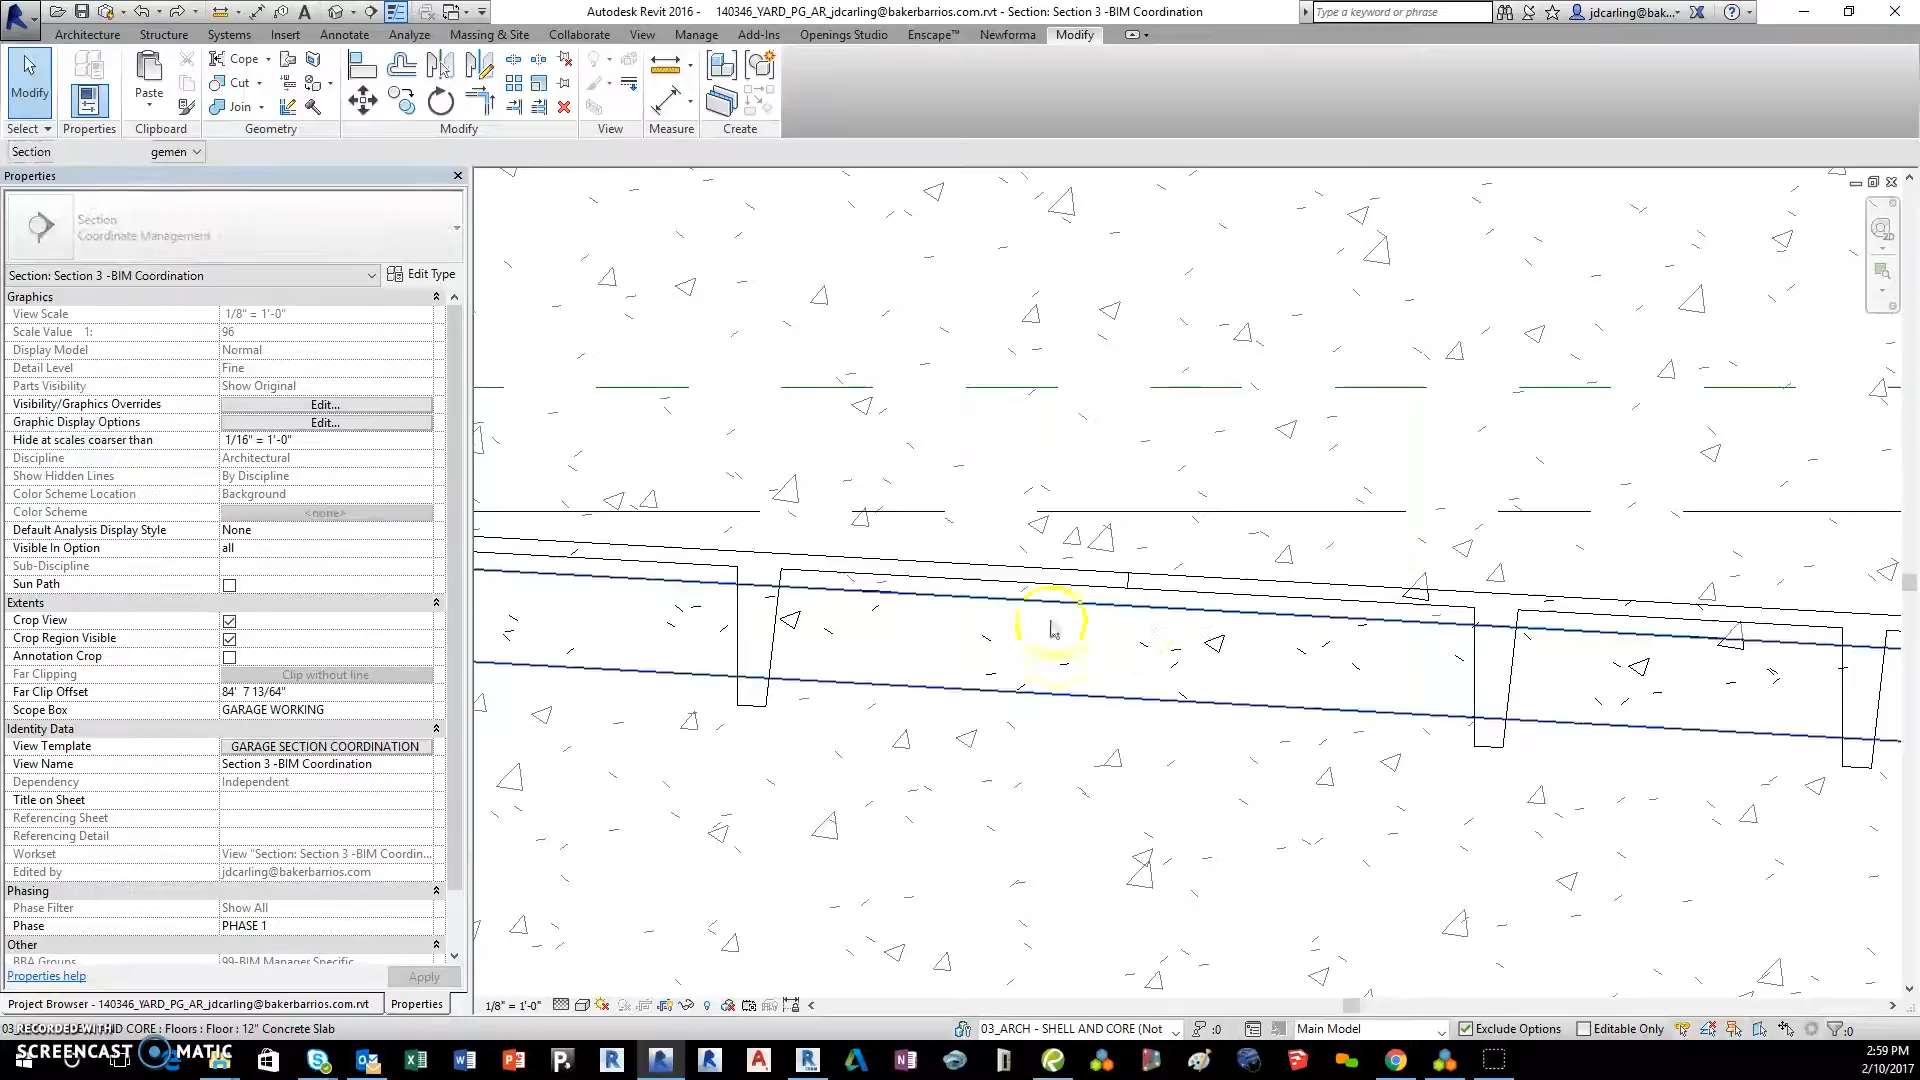 Autodesk Revit 2016 - 140346_YARD_PG_AR_jdcarling@bakerbarrios.com.rvt - Section: Section 3 -BIM Coordination
Type a keyword or phrase
jdcarling@bak...
Architecture Structure Systems Insert Annotate Analyze Massing & Site Collaborate View Manage Add-Ins Openings Studio Enscape™ Newforma Modify
Modify
Paste
Cope
Cut
Join
Select Properties Clipboard Geometry Modify View Measure Create
Section gemen
Properties
Section
Coordinate Management
Section: Section 3 -BIM Coordination Edit Type
Graphics
View Scale 1/8" = 1'-0"
Scale Value 1: 96
Display Model Normal
Detail Level Fine
Parts Visibility Show Original
Visibility/Graphics Overrides Edit...
Graphic Display Options Edit...
Hide at scales coarser than 1/16" = 1'-0"
Discipline Architectural
Show Hidden Lines By Discipline
Color Scheme Location Background
Color Scheme <none>
Default Analysis Display Style None
Visible In Option all
Sub-Discipline
Sun Path
Extents
Crop View
Crop Region Visible
Annotation Crop
Far Clipping Clip without line
Far Clip Offset 84' 7 13/64"
Scope Box GARAGE WORKING
Identity Data
View Template GARAGE SECTION COORDINATION
View Name Section 3 -BIM Coordination
Dependency Independent
Title on Sheet
Referencing Sheet
Referencing Detail
Workset View "Section: Section 3 -BIM Coordin...
Edited by jdcarling@bakerbarrios.com
Phasing
Phase Filter Show All
Phase PHASE 1
Other
BBA Groups 99-BIM Manager Specific
Properties help Apply
Project Browser - 140346_YARD_PG_AR_jdcarling@bakerbarrios.com.rvt Properties
1/8" = 1'-0"
ND CORE : Floors : Floor : 12" Concrete Slab
03_ARCH - SHELL AND CORE (Not
:0
Main Model
Exclude Options
Editable Only
:0
RECORDED WITH
SCREENCAST MATIC
2:59 PM
2/10/2017